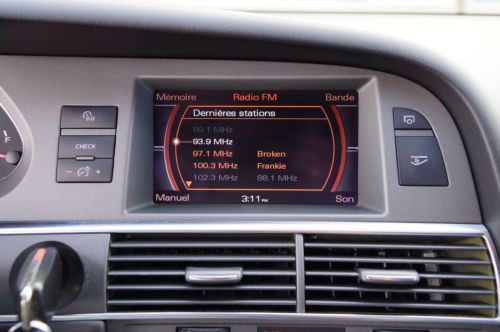 Mémoire Radio FM Bande
Dernières stations
88.1 MHz
93.9 MHz
97.1 MHz Broken
100.3 MHz Frankie
102.3 MHz 88.1 MHz
Manuel 3:11 PM Son
CHECK
- +
F